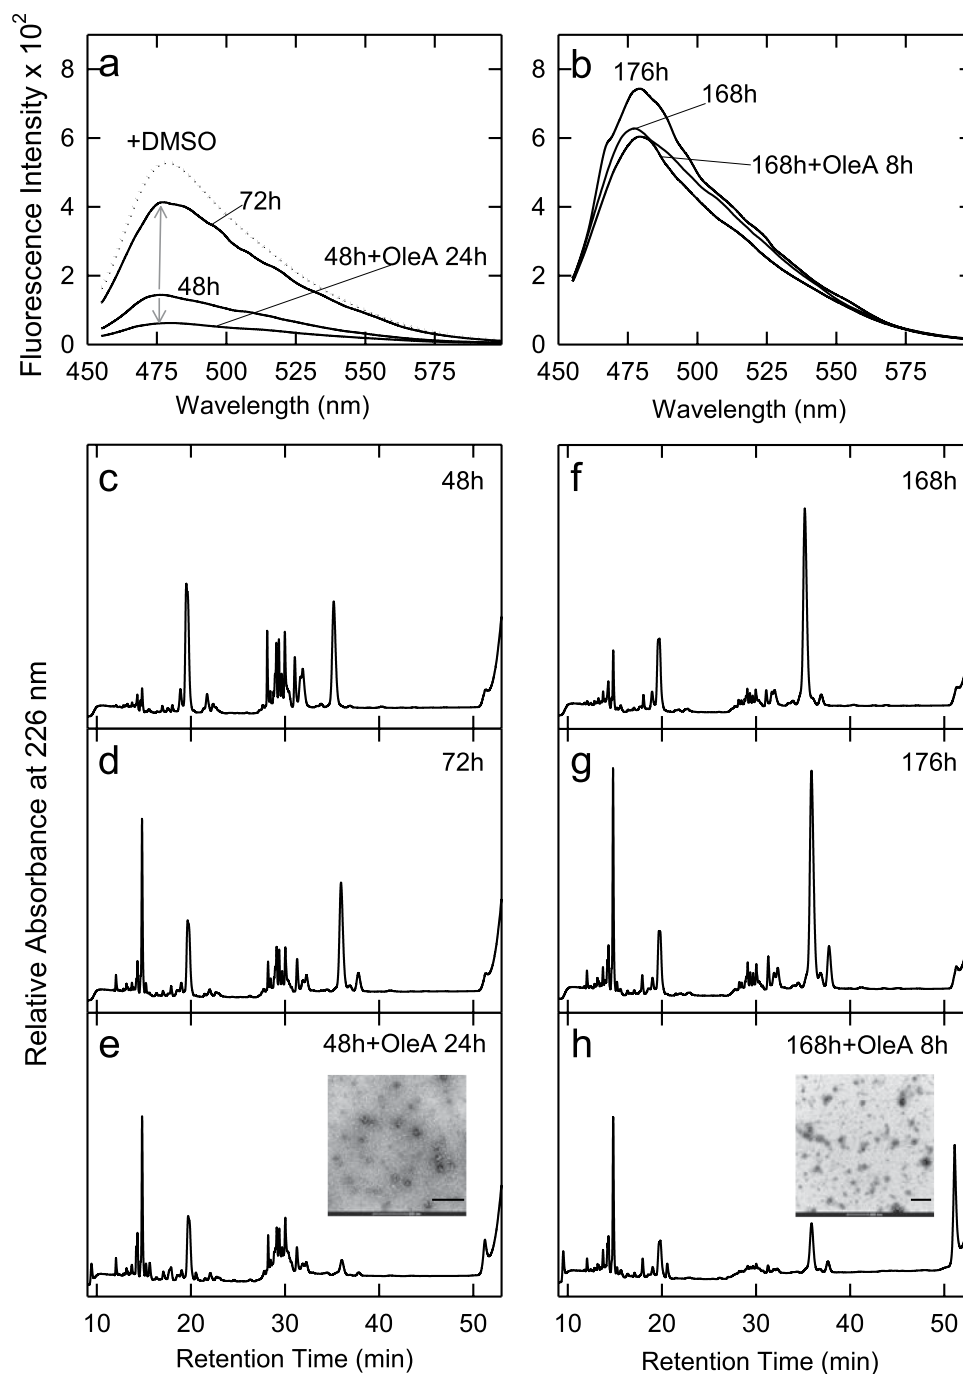 Fluorescence Intensity x 10²
a
8
6
4
2
0
+DMSO
72h
48h+OleA 24h
48h
450 475 500 525 550 575
Wavelength (nm)
b
8
6
4
2
0
176h
168h
168h+OleA 8h
450 475 500 525 550 575
Wavelength (nm)
Relative Absorbance at 226 nm
c 48h
f 168h
d 72h
g 176h
e 48h+OleA 24h
h 168h+OleA 8h
10 20 30 40 50
Retention Time (min)
10 20 30 40 50
Retention Time (min)